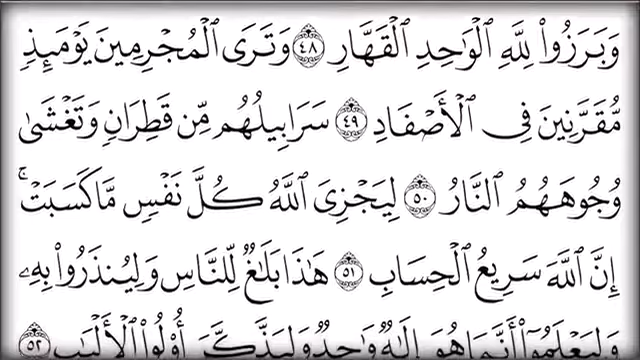 وَبَرَزُوا۟ لِلَّهِ ٱلْوَٰحِدِ ٱلْقَهَّارِ ٤٨ وَتَرَى ٱلْمُجْرِمِينَ يَوْمَئِذٍ
مُّقَرَّنِينَ فِى ٱلْأَصْفَادِ ٤٩ سَرَابِيلُهُم مِّن قَطِرَانٍ وَتَغْشَىٰ
وُجُوهَهُمُ ٱلنَّارُ ٥٠ لِيَجْزِىَ ٱللَّهُ كُلَّ نَفْسٍ مَّا كَسَبَتْ ۚ
إِنَّ ٱللَّهَ سَرِيعُ ٱلْحِسَابِ ٥١ هَٰذَا بَلَٰغٌ لِّلنَّاسِ وَلِيُنذَرُوا۟ بِهِۦ
وَلِيَعْلَمُوٓا۟ أَنَّمَا هُوَ إِلَٰهٌ وَٰحِدٌ وَلِيَذَّكَّرَ أُو۟لُوا۟ ٱلْأَلْبَٰبِ ٥٢